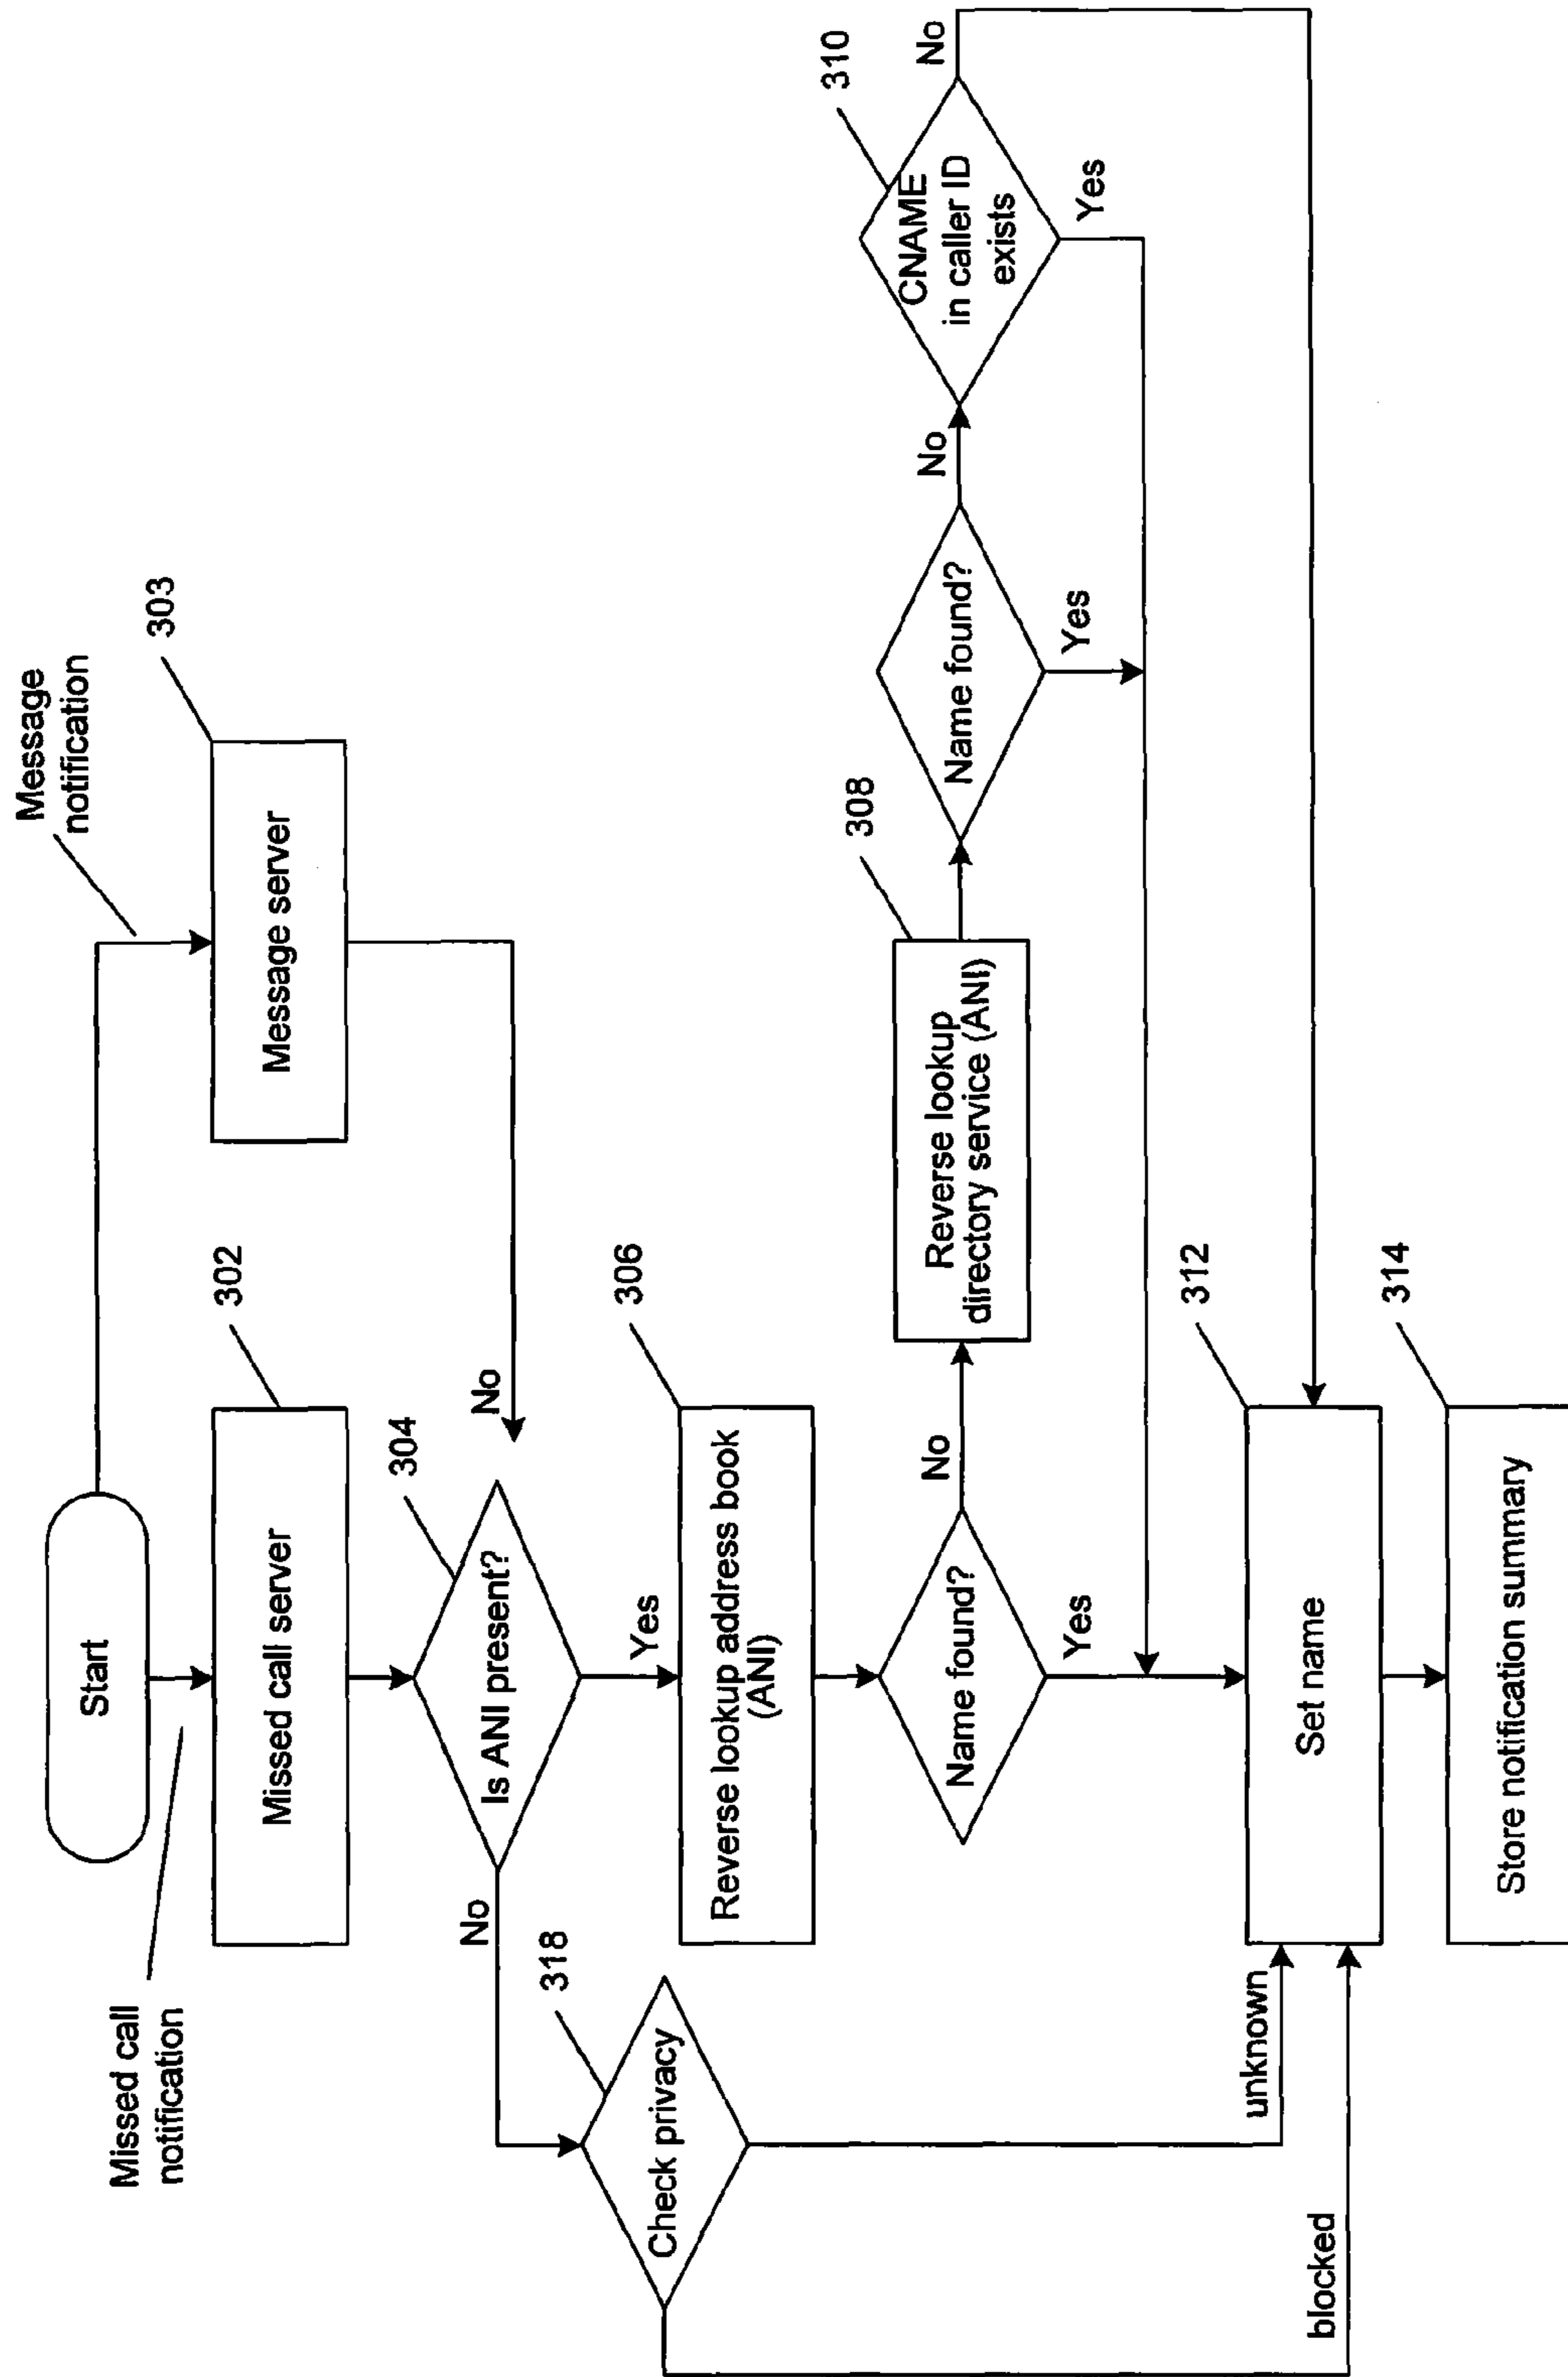 Start
Missed call
notification
Message
notification
Missed call server
302
Message server
303
Is ANI present?
304
No
No
Yes
Check privacy
318
Reverse lookup address book
(ANI)
306
Name found?
No
Yes
Reverse lookup
directory service (ANI)
308
Name found?
No
Yes
CNAME
in caller ID
exists
310
No
Yes
unknown
blocked
Set name
312
Store notification summary
314